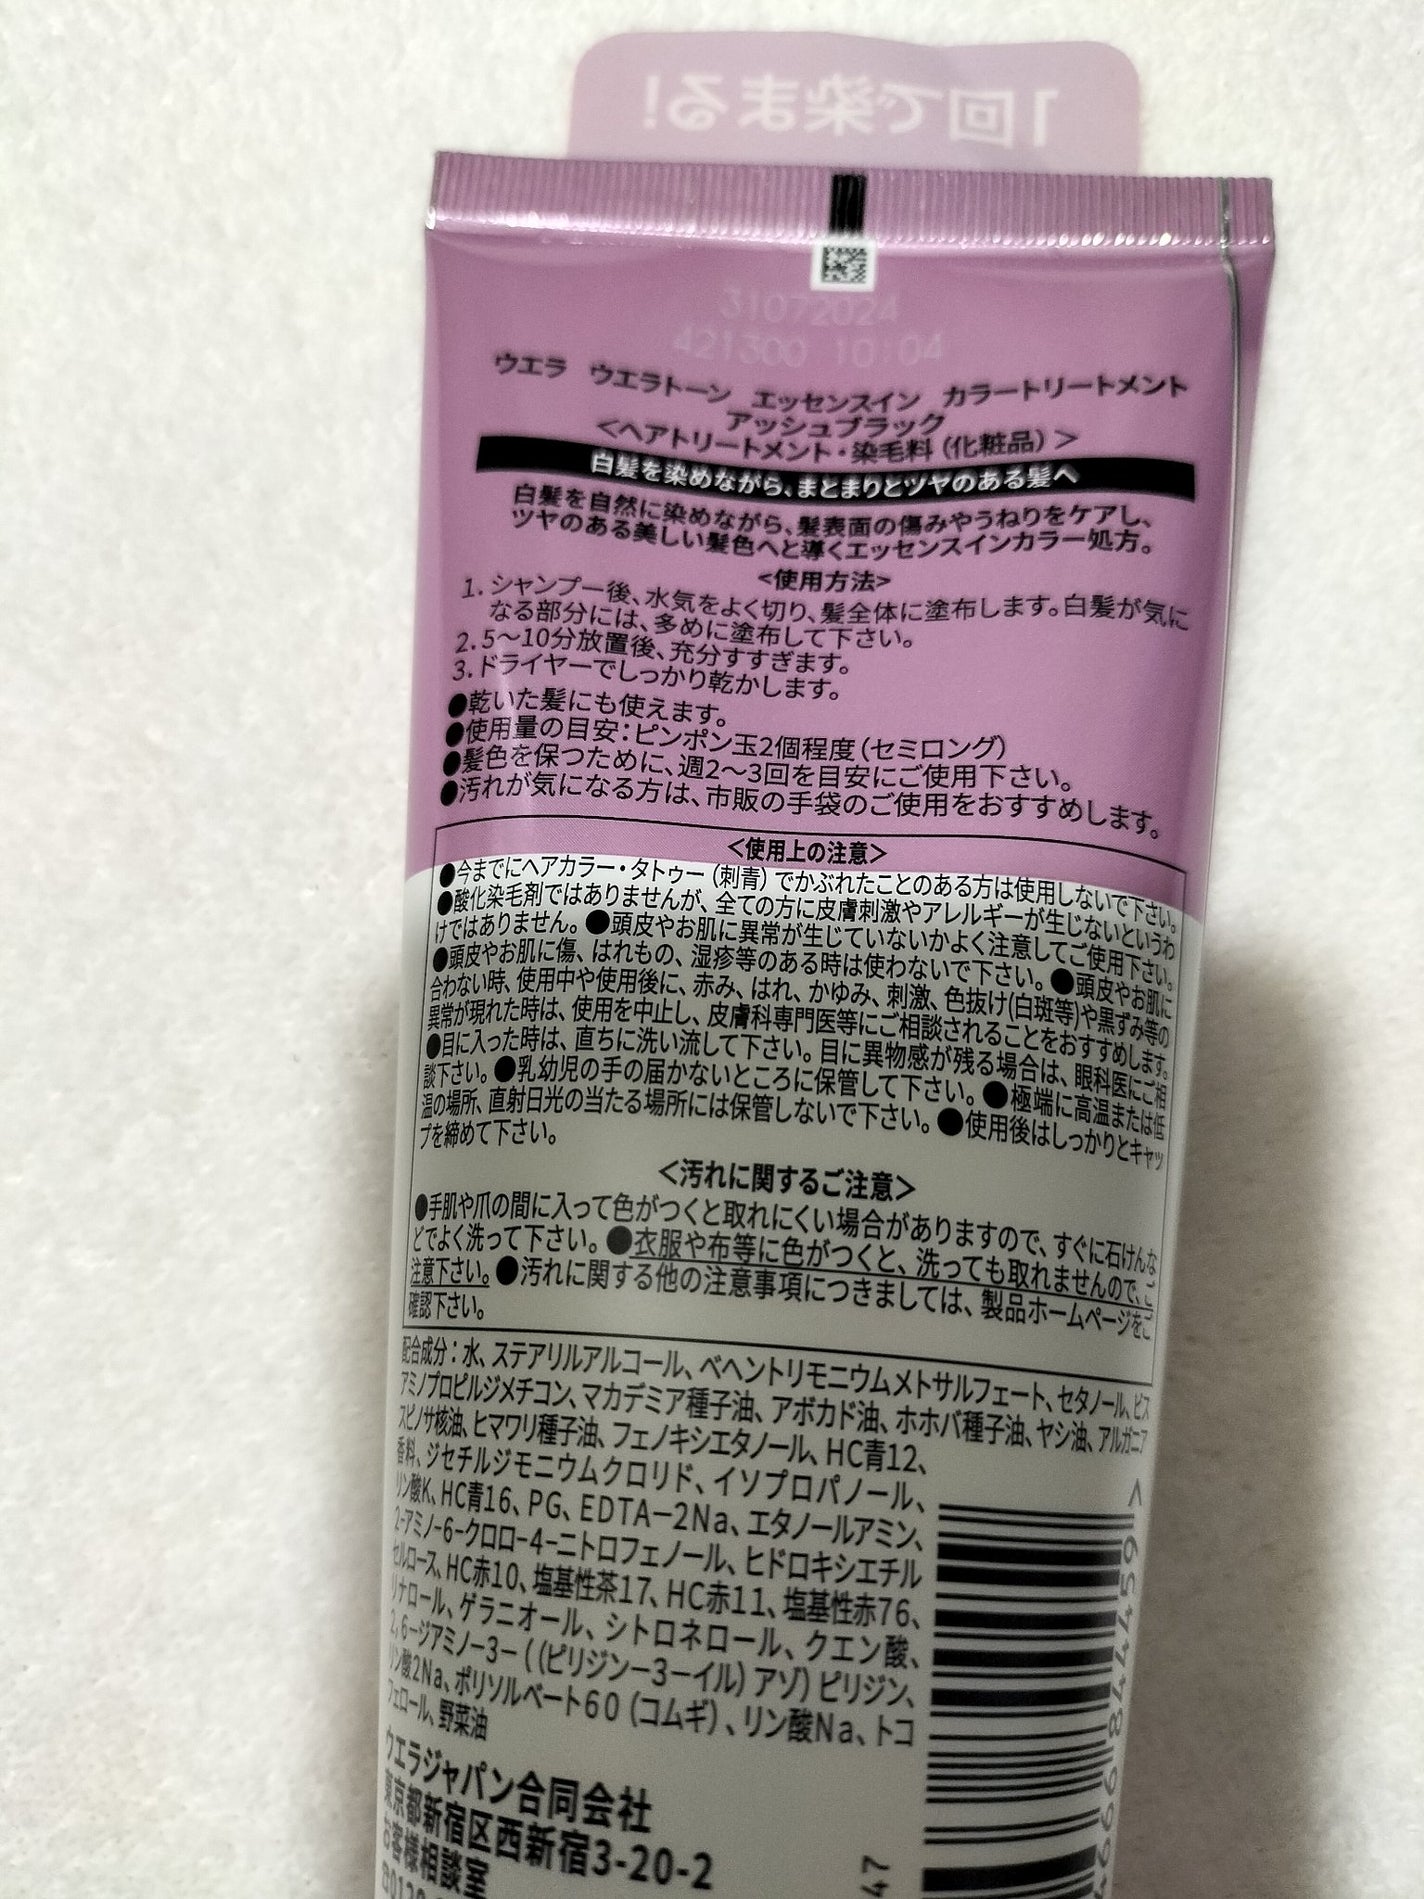 1回で染まる!
31072024
421300 10:04
ウエラ ウエラトーン エッセンスイン カラートリートメント
アッシュブラック
<ヘアトリートメント・染毛料(化粧品)>
白髪を染めながら、まとまりとツヤのある髪へ
白髪を自然に染めながら、髪表面の傷みやうねりをケアし、
ツヤのある美しい髪色へと導くエッセンスインカラー処方。
<使用方法>
1. シャンプー後、水気をよく切り、髪全体に塗布します。白髪が気に
なる部分には、多めに塗布して下さい。
2. 5〜10分放置後、充分すすぎます。
3. ドライヤーでしっかり乾かします。
●乾いた髪にも使えます。
●使用量の目安:ピンポン玉2個程度(セミロング)
●髪色を保つために、週2〜3回を目安にご使用下さい。
●汚れが気になる方は、市販の手袋のご使用をおすすめします。
<使用上の注意>
●今までにヘアカラー・タトゥー(刺青)でかぶれたことのある方は使用しないで下さい。
●酸化染毛剤ではありませんが、全ての方に皮膚刺激やアレルギーが生じないというわ
けではありません。●頭皮やお肌に異常が生じていないかよく注意してご使用下さい。
●頭皮やお肌に傷、はれもの、湿疹等のある時は使わないで下さい。●頭皮やお肌に
合わない時、使用中や使用後に、赤み、はれ、かゆみ、刺激、色抜け(白斑等)や黒ずみ等の
異常が現れた時は、使用を中止し、皮膚科専門医等にご相談されることをおすすめします。
●目に入った時は、直ちに洗い流して下さい。目に異物感が残る場合は、眼科医にご相
談下さい。●乳幼児の手の届かないところに保管して下さい。●極端に高温または低
温の場所、直射日光の当たる場所には保管しないで下さい。●使用後はしっかりとキャッ
プを締めて下さい。
<汚れに関するご注意>
●手肌や爪の間に入って色がつくと取れにくい場合がありますので、すぐに石けんな
どでよく洗って下さい。●衣服や布等に色がつくと、洗っても取れませんので、ご
注意下さい。●汚れに関する他の注意事項につきましては、製品ホームページをご
確認下さい。
配合成分:水、ステアリルアルコール、ベヘントリモニウムメトサルフェート、セタノール、ビス
アミノプロピルジメチコン、マカデミア種子油、アボカド油、ホホバ種子油、ヤシ油、アルガニア
スピノサ核油、ヒマワリ種子油、フェノキシエタノール、HC青12、
香料、ジセチルジモニウムクロリド、イソプロパノール、
リン酸K、HC青16、PG、EDTA-2Na、エタノールアミン、
2-アミノ-6-クロロ-4-ニトロフェノール、ヒドロキシエチル
セルロース、HC赤10、塩基性茶17、HC赤11、塩基性赤76、
リナロール、ゲラニオール、シトロネロール、クエン酸、
2,6-ジアミノ-3-((ピリジン-3-イル)アゾ)ピリジン、
リン酸2Na、ポリソルベート60(コムギ)、リン酸Na、トコ
フェロール、野菜油
ウエラジャパン合同会社
東京都新宿区西新宿3-20-2
お客様相談室
47